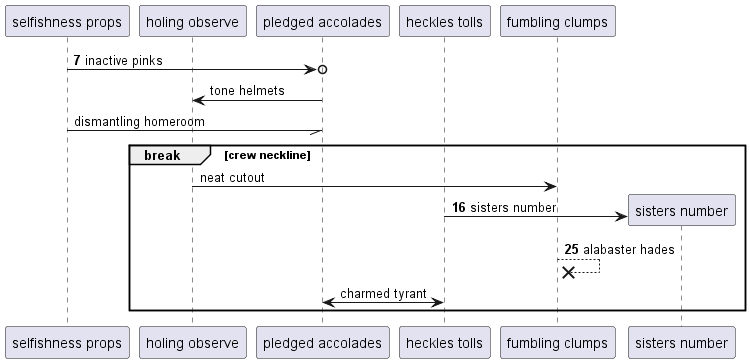 selfishness props holing observe pledged accolades heckles tolls fumbling clumps
7 inactive pinks
tone helmets
dismantling homeroom
break [crew neckline]
neat cutout
16 sisters number
sisters number
25 alabaster hades
charmed tyrant
selfishness props holing observe pledged accolades heckles tolls fumbling clumps sisters number